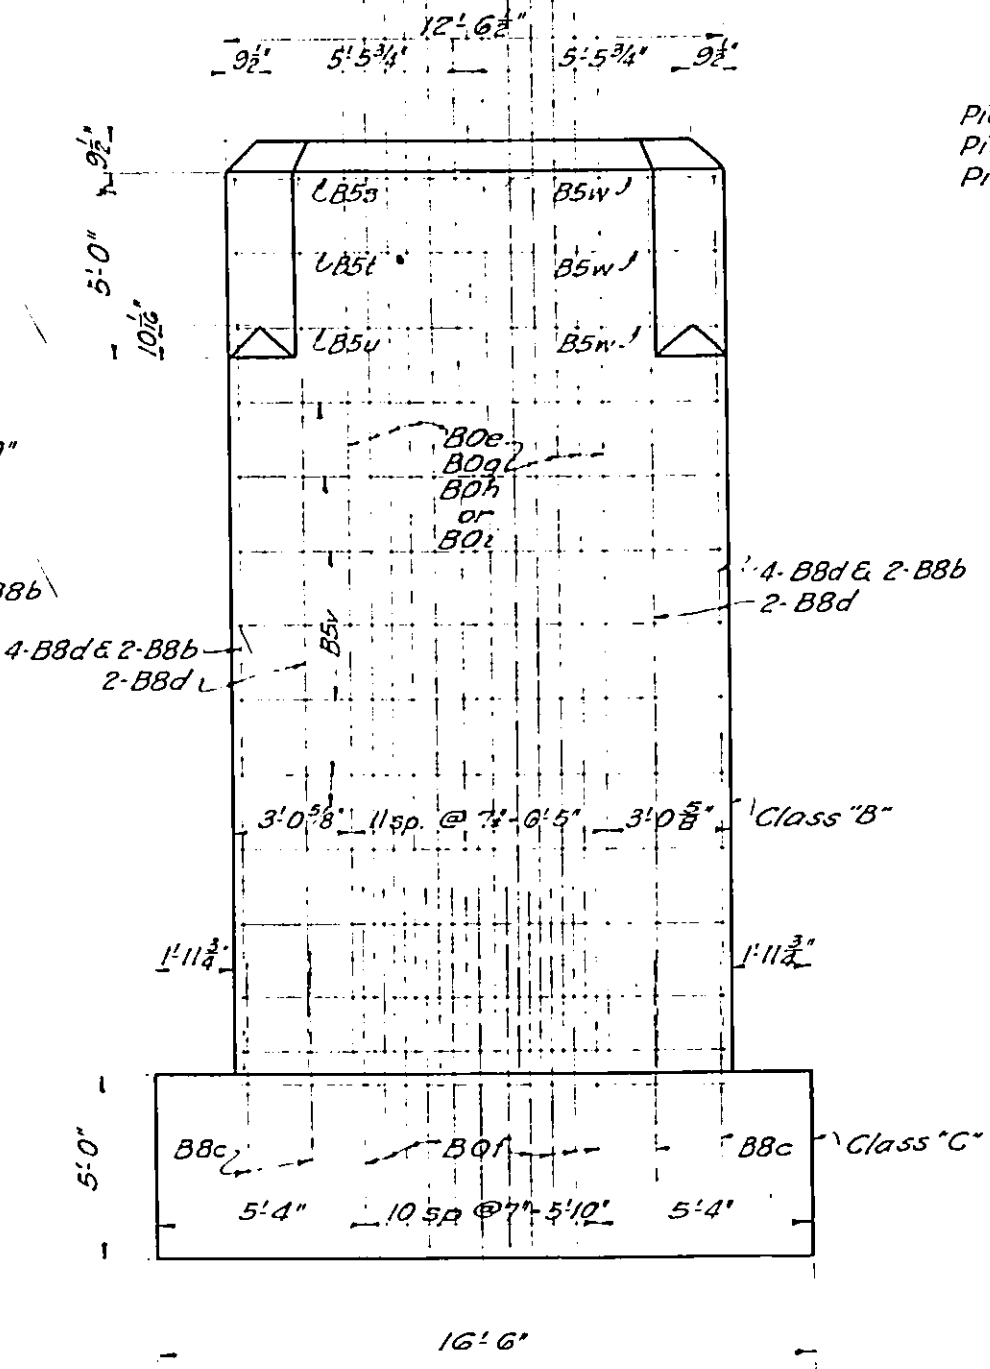 12'-6½"
9½" 5'-5¾" 5'-5¾" 9½"
9½"
5'-0"
10 1/16"
B5s B5w
B5t B5w
B5u B5w
B0e
B0g
B0h
or
B0i
4-B8d & 2-B8b
2-B8d
B8b
4-B8d & 2-B8b
2-B8d
B5v
3'-0⅝" 11 sp. @ 7"-6'-5" 3'-0⅝"
Class "B"
1'-11¾" 1'-11¾"
5'-0"
B8c B0f B8c
Class "C"
5'-4" 10 sp @ 7"-5'-10" 5'-4"
16'-6"